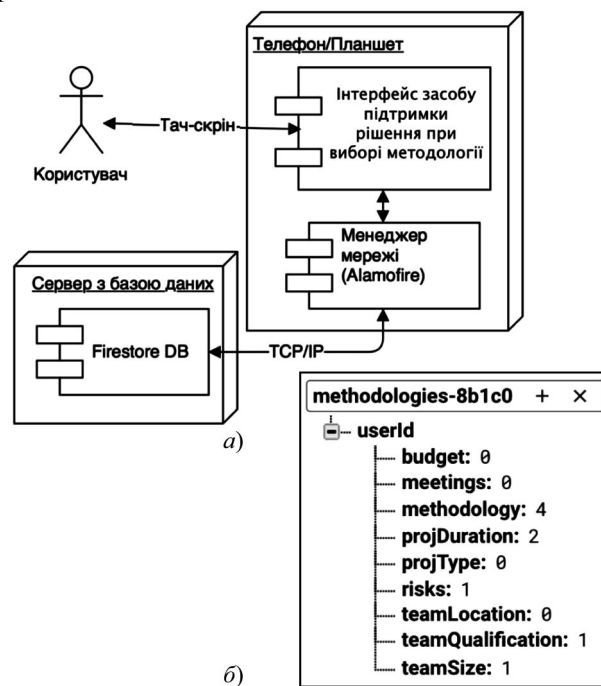 Телефон/Планшет
Інтерфейс засобу
підтримки
рішення при
виборі методології
Тач-скрін
Користувач
Менеджер
мережі
(Alamofire)
Сервер з базою даних
Firestore DB
TCP/IP
а)
methodologies-8b1c0 + ×
userId
budget: 0
meetings: 0
methodology: 4
projDuration: 2
projType: 0
risks: 1
teamLocation: 0
teamQualification: 1
teamSize: 1
б)